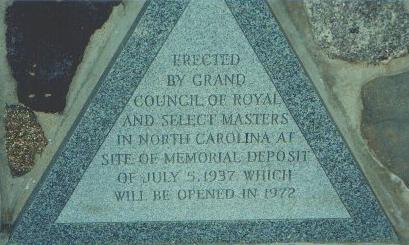 ERECTED
BY GRAND
COUNCIL OF ROYAL
AND SELECT MASTERS
IN NORTH CAROLINA AT
SITE OF MEMORIAL DEPOSIT
OF JULY 5, 1937 WHICH
WILL BE OPENED IN 1972